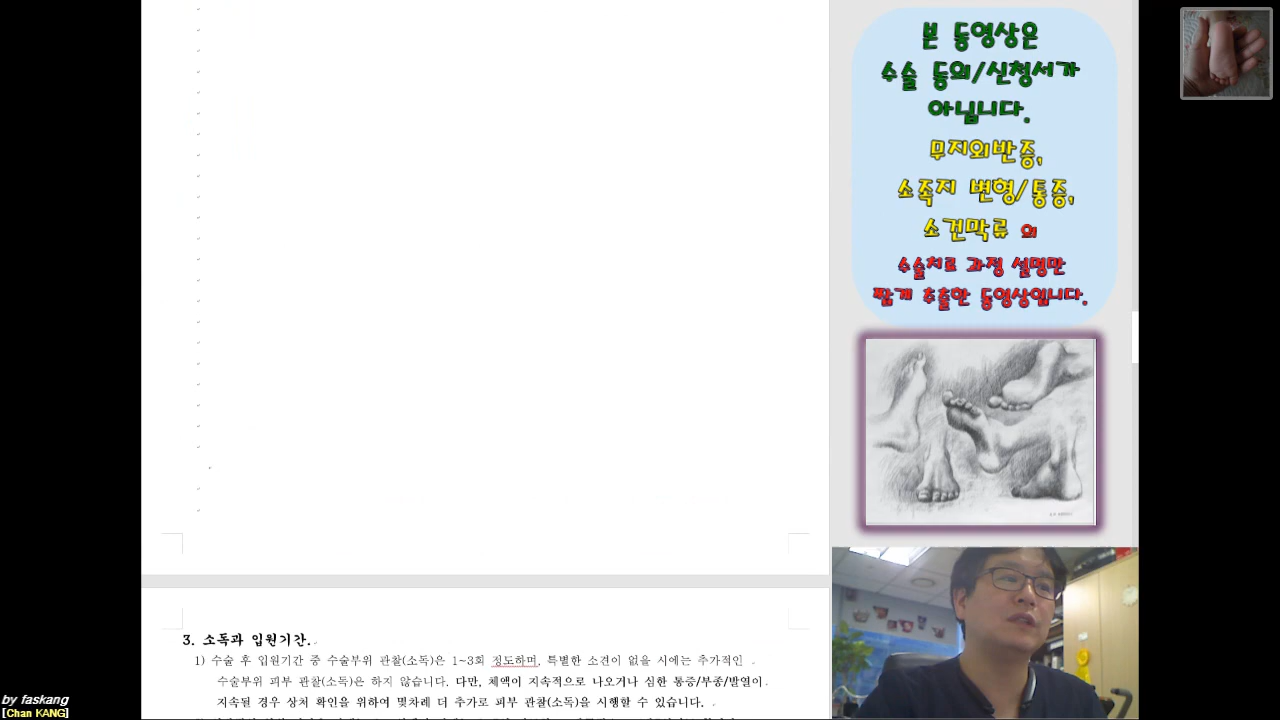 본 동영상은
수술 동의/신청서가
아닙니다.
무지외반증,
소족지 변형/통증,
소건막류 의
수술치료 과정 설명만
짧게 추출한 동영상입니다.
3. 소독과 입원기간.
1) 수술 후 입원기간 중 수술부위 관찰(소독)은 1~3회 정도하며, 특별한 소견이 없을 시에는 추가적인
수술부위 피부 관찰(소독)은 하지 않습니다. 다만, 체액이 지속적으로 나오거나 심한 통증/부종/발열이
지속될 경우 상처 확인을 위하여 몇차례 더 추가로 피부 관찰(소독)을 시행할 수 있습니다.
by faskang
[Chan KANG]